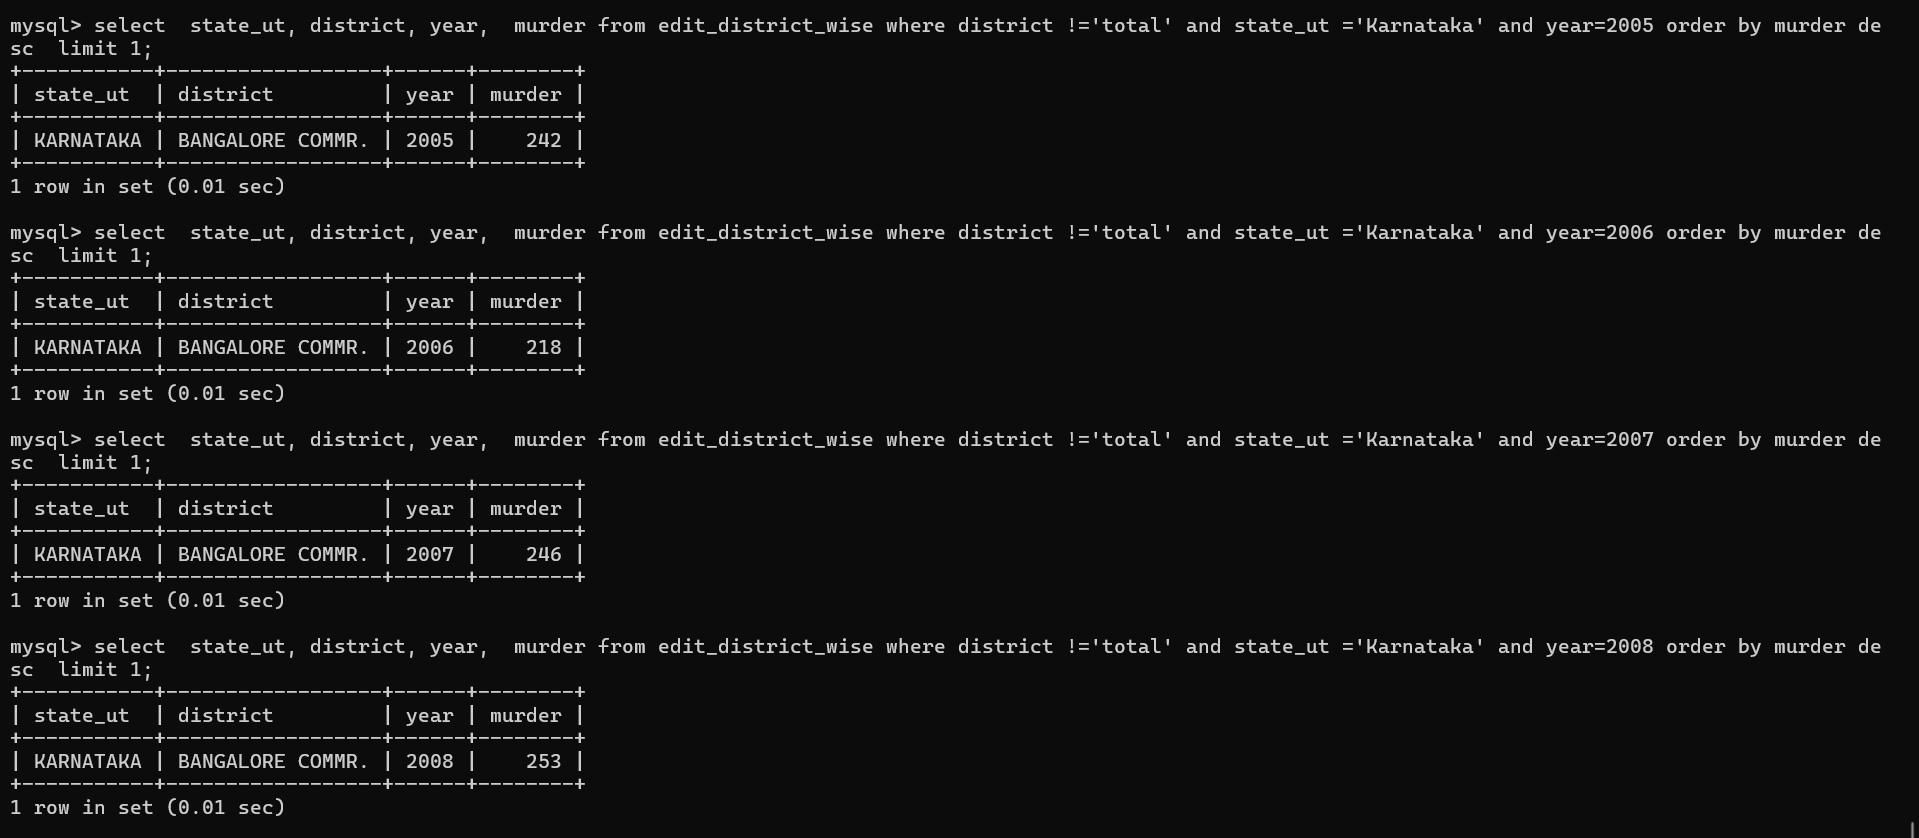 mysql> select  state_ut, district, year,  murder from edit_district_wise where district !='total' and state_ut ='Karnataka' and year=2005 order by murder de
sc  limit 1;
+-----------+------------------+------+--------+
| state_ut  | district         | year | murder |
+-----------+------------------+------+--------+
| KARNATAKA | BANGALORE COMMR. | 2005 |    242 |
+-----------+------------------+------+--------+
1 row in set (0.01 sec)

mysql> select  state_ut, district, year,  murder from edit_district_wise where district !='total' and state_ut ='Karnataka' and year=2006 order by murder de
sc  limit 1;
+-----------+------------------+------+--------+
| state_ut  | district         | year | murder |
+-----------+------------------+------+--------+
| KARNATAKA | BANGALORE COMMR. | 2006 |    218 |
+-----------+------------------+------+--------+
1 row in set (0.01 sec)

mysql> select  state_ut, district, year,  murder from edit_district_wise where district !='total' and state_ut ='Karnataka' and year=2007 order by murder de
sc  limit 1;
+-----------+------------------+------+--------+
| state_ut  | district         | year | murder |
+-----------+------------------+------+--------+
| KARNATAKA | BANGALORE COMMR. | 2007 |    246 |
+-----------+------------------+------+--------+
1 row in set (0.01 sec)

mysql> select  state_ut, district, year,  murder from edit_district_wise where district !='total' and state_ut ='Karnataka' and year=2008 order by murder de
sc  limit 1;
+-----------+------------------+------+--------+
| state_ut  | district         | year | murder |
+-----------+------------------+------+--------+
| KARNATAKA | BANGALORE COMMR. | 2008 |    253 |
+-----------+------------------+------+--------+
1 row in set (0.01 sec)